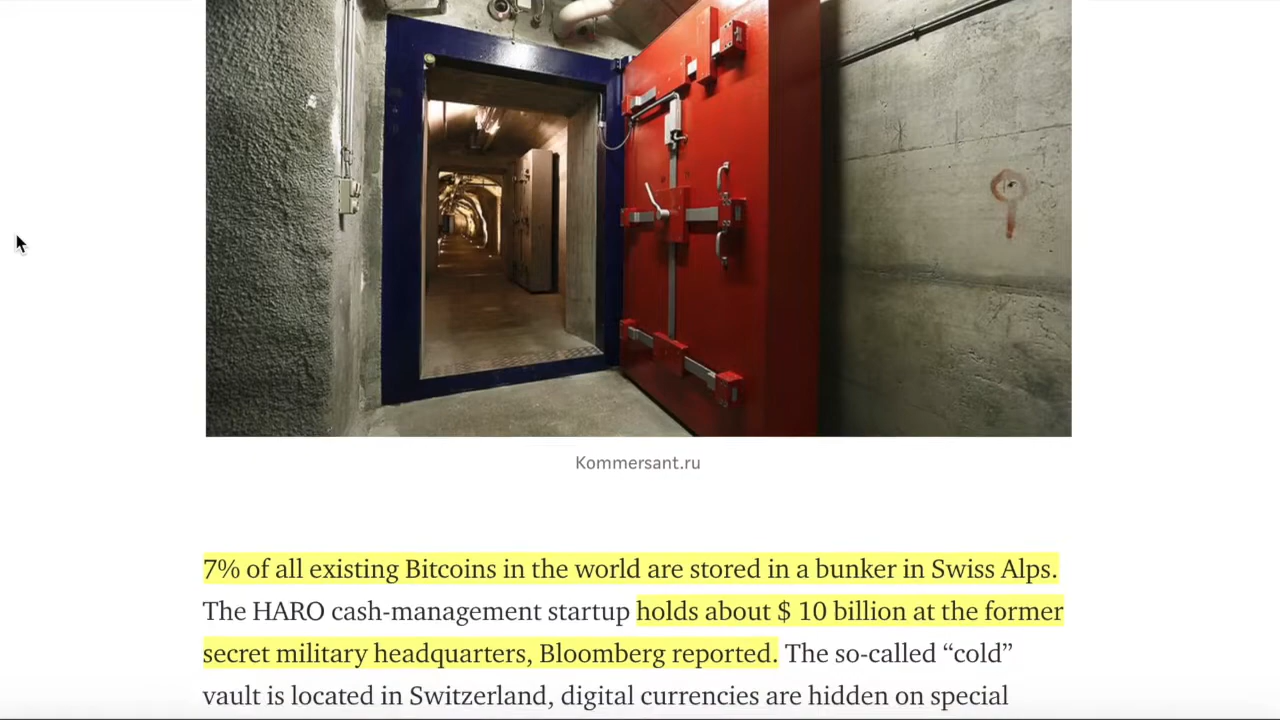 Kommersant.ru
7% of all existing Bitcoins in the world are stored in a bunker in Swiss Alps.
The HARO cash-management startup holds about $ 10 billion at the former
secret military headquarters, Bloomberg reported. The so-called “cold”
vault is located in Switzerland, digital currencies are hidden on special